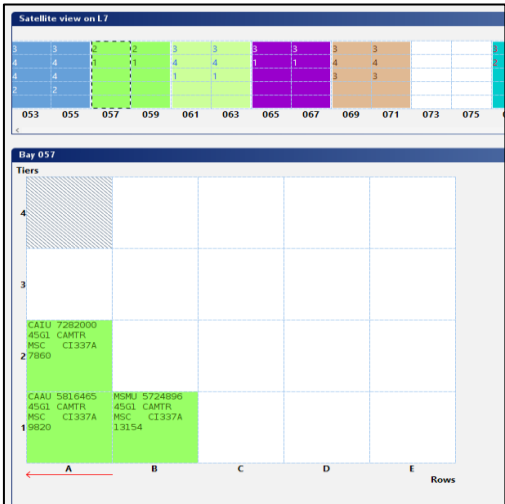 Satellite view on L7
3 3 2 2 3 3 3 3 3 3 3
4 4 1 1 4 4 1 1 4 4 2
4 4 1 1 3 3
2 2
053 055 057 059 061 063 065 067 069 071 073 075 0
<
Bay 057
Tiers
4
3
CAIU 7282000
45G1 CAMTR
MSC CI337A
2 7860
CAAU 5816465 MSMU 5724896
45G1 CAMTR 45G1 CAMTR
MSC CI337A MSC CI337A
1 9820 13154
A B C D E
Rows